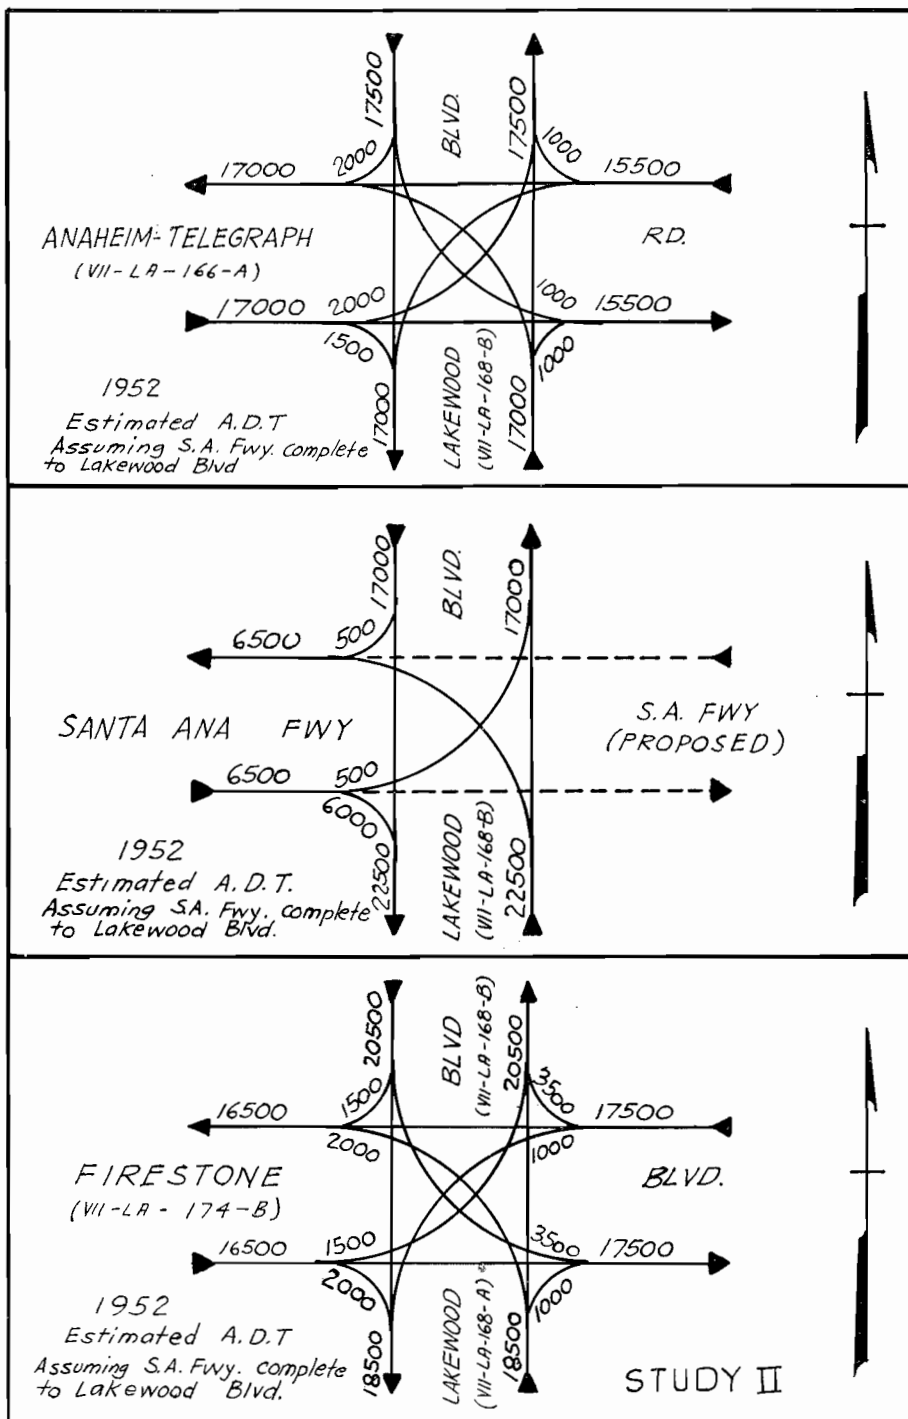 17500
BLVD.
17500
17000
2000
1000
15500
ANAHEIM-TELEGRAPH
RD.
(VII-LA-166-A)
17000
2000
1000
15500
1500
1000
17000
LAKEWOOD
(VII-LA-168-B)
17000
1952
Estimated A.D.T
Assuming S.A. Fwy. complete
to Lakewood Blvd
17000
BLVD.
17000
6500
500
SANTA ANA FWY
S.A. FWY
(PROPOSED)
6500
500
6000
22500
LAKEWOOD
(VII-LA-168-B)
22500
1952
Estimated A.D.T.
Assuming S.A. Fwy. complete
to Lakewood Blvd.
20500
BLVD
(VII-LA-168-B)
20500
16500
1500
3500
17500
2000
1000
FIRESTONE
BLVD.
(VII-LA-174-B)
16500
1500
3500
17500
2000
1000
18500
LAKEWOOD
(VII-LA-168-A)
18500
1952
Estimated A.D.T
Assuming S.A. Fwy. complete
to Lakewood Blvd.
STUDY II